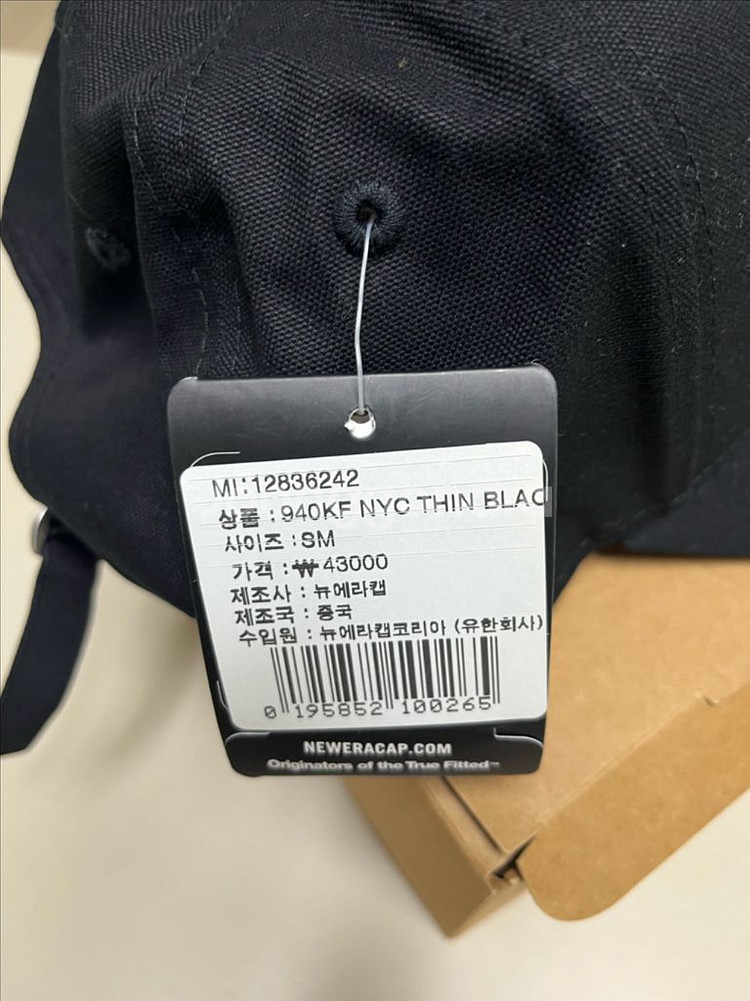 MI:12836242
상품 : 940KF NYC THIN BLAC
사이즈 : SM
가격 : ₩43000
제조사 : 뉴에라캡
제조국 : 중국
수입원 : 뉴에라캡코리아 (유한회사)
0 195852 100265
NEWERACAP.COM
Originators of the True Fitted™